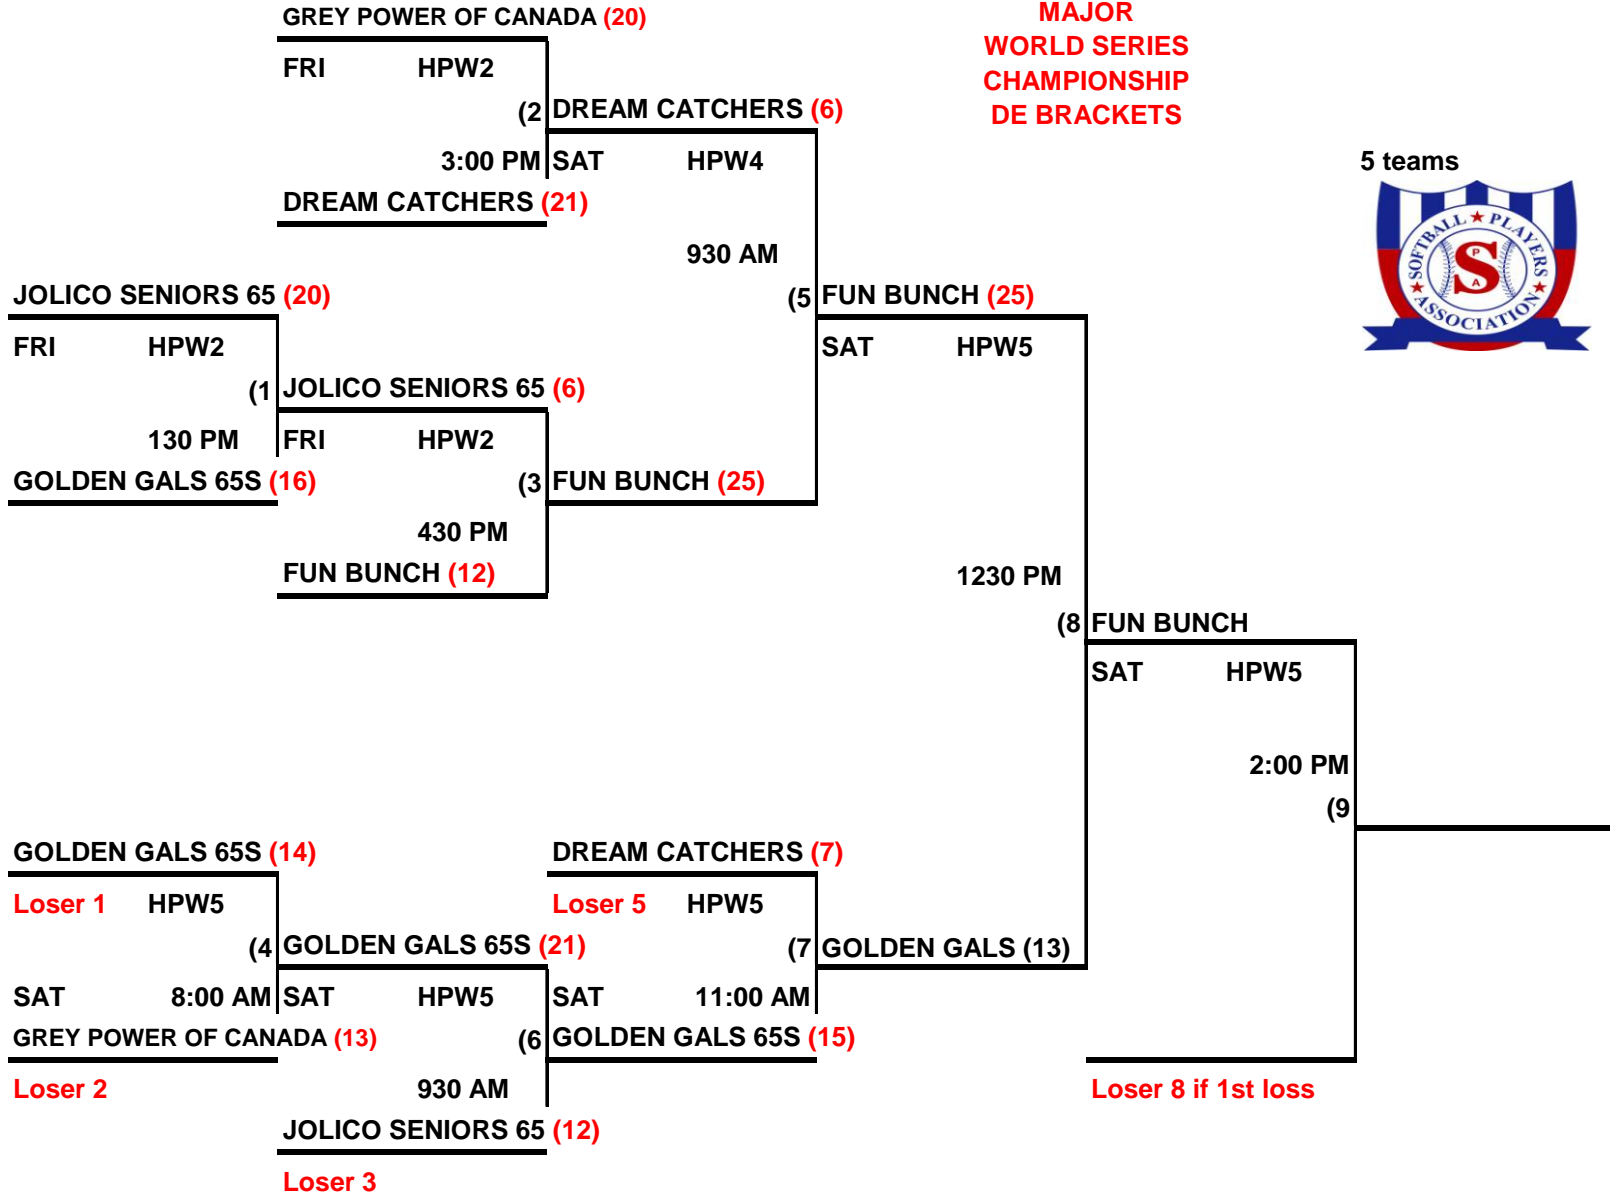 GREY POWER OF CANADA (20)
MAJOR
WORLD SERIES
CHAMPIONSHIP
DE BRACKETS
FRI HPW2
(2 DREAM CATCHERS (6)
3:00 PM SAT HPW4
5 teams
DREAM CATCHERS (21)
SOFTBALL ★ PLAYERS ★ ASSOCIATION ★
S
P
A
930 AM
JOLICO SENIORS 65 (20)
(5 FUN BUNCH (25)
FRI HPW2
SAT HPW5
(1 JOLICO SENIORS 65 (6)
130 PM FRI HPW2
GOLDEN GALS 65S (16)
(3 FUN BUNCH (25)
430 PM
FUN BUNCH (12)
1230 PM
(8 FUN BUNCH
SAT HPW5
2:00 PM
(9
GOLDEN GALS 65S (14)
DREAM CATCHERS (7)
Loser 1 HPW5
Loser 5 HPW5
(4 GOLDEN GALS 65S (21)
(7 GOLDEN GALS (13)
SAT 8:00 AM SAT HPW5
SAT 11:00 AM
GREY POWER OF CANADA (13)
(6 GOLDEN GALS 65S (15)
Loser 2
930 AM
Loser 8 if 1st loss
JOLICO SENIORS 65 (12)
Loser 3